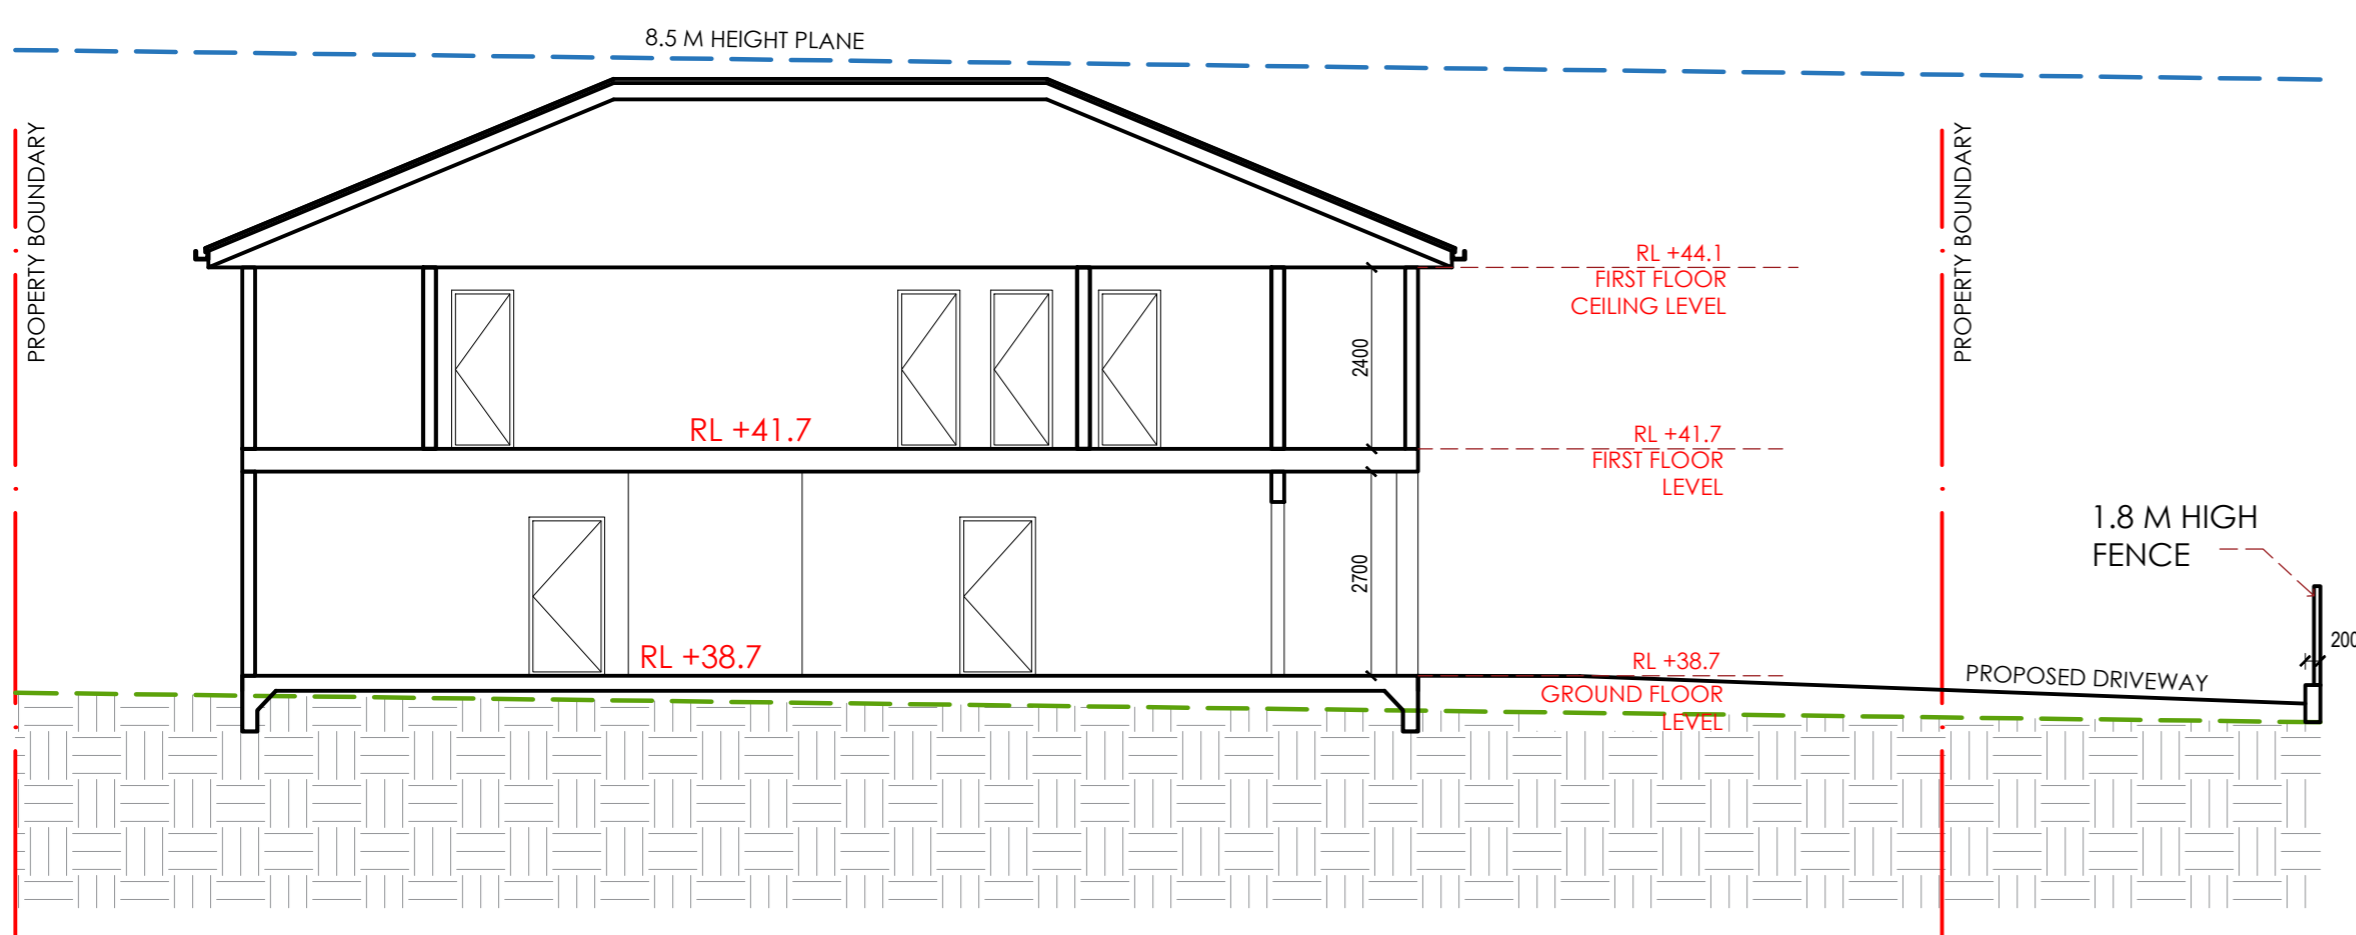 8.5 M HEIGHT PLANE
PROPERTY BOUNDARY
PROPERTY BOUNDARY
RL +44.1
FIRST FLOOR
CEILING LEVEL
2400
RL +41.7
RL +41.7
FIRST FLOOR
LEVEL
1.8 M HIGH
FENCE
2700
200
RL +38.7
RL +38.7
GROUND FLOOR
LEVEL
PROPOSED DRIVEWAY